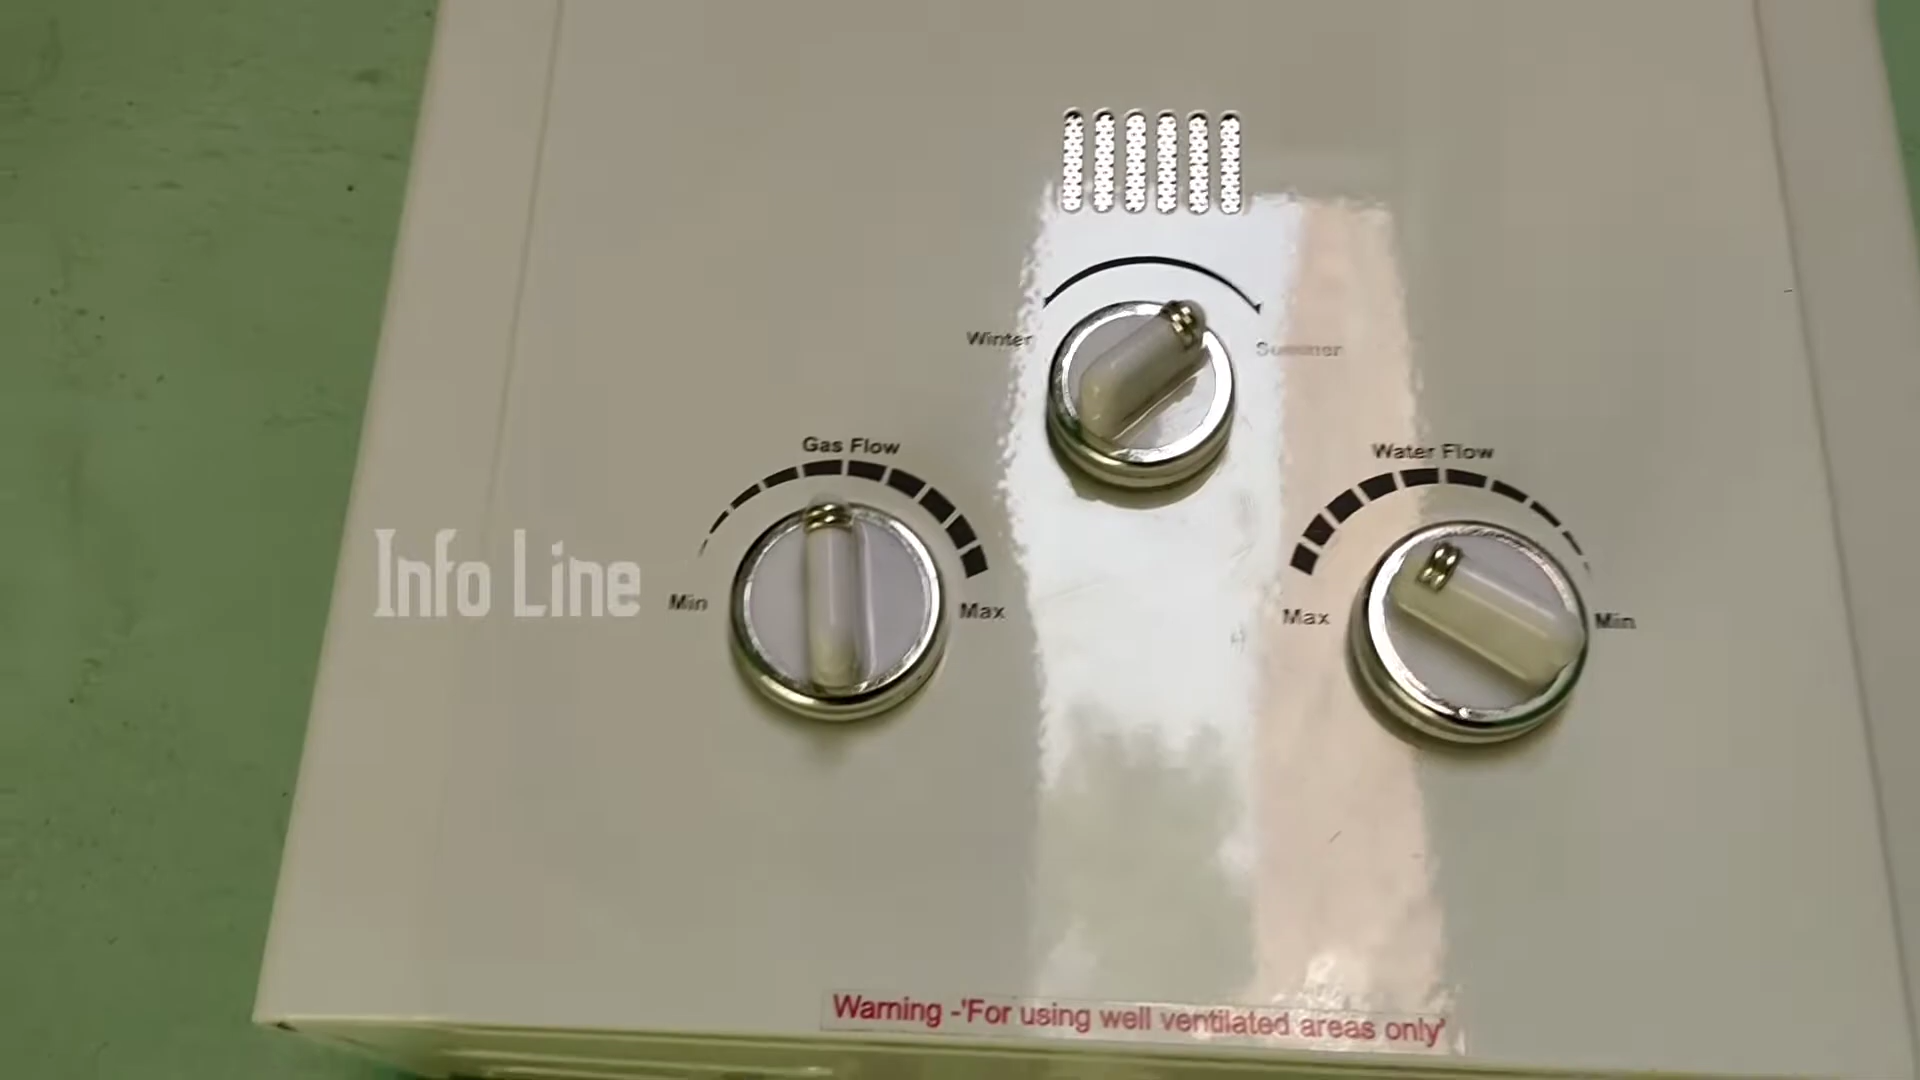 Winter
Summer
Gas Flow
Water Flow
Info Line
Min
Max
Max
Min
Warning -'For using well ventilated areas only'